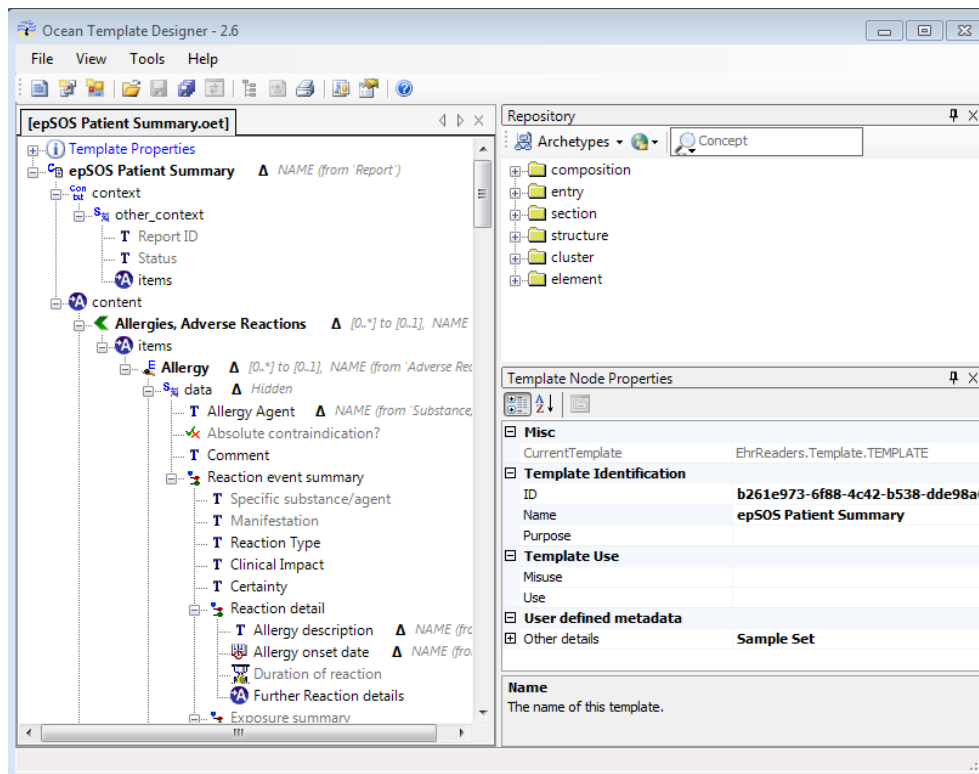 Ocean Template Designer - 2.6
File View Tools Help
[epSOS Patient Summary.oet]
Template Properties
epSOS Patient Summary Δ NAME (from 'Report')
context
other_context
T Report ID
T Status
items
content
Allergies, Adverse Reactions Δ [0..*] to [0..1], NAME
items
Allergy Δ [0..*] to [0..1], NAME (from 'Adverse Rea
data Δ Hidden
T Allergy Agent Δ NAME (from 'Substance,
Absolute contraindication?
T Comment
Reaction event summary
T Specific substance/agent
T Manifestation
T Reaction Type
T Clinical Impact
T Certainty
Reaction detail
T Allergy description Δ NAME (fro
Allergy onset date Δ NAME (fro
Duration of reaction
Further Reaction details
Exposure summary
Repository
Archetypes Concept
composition
entry
section
structure
cluster
element
Template Node Properties
Misc
CurrentTemplate EhrReaders.Template.TEMPLATE
Template Identification
ID b261e973-6f88-4c42-b538-dde98a
Name epSOS Patient Summary
Purpose
Template Use
Misuse
Use
User defined metadata
Other details Sample Set
Name
The name of this template.